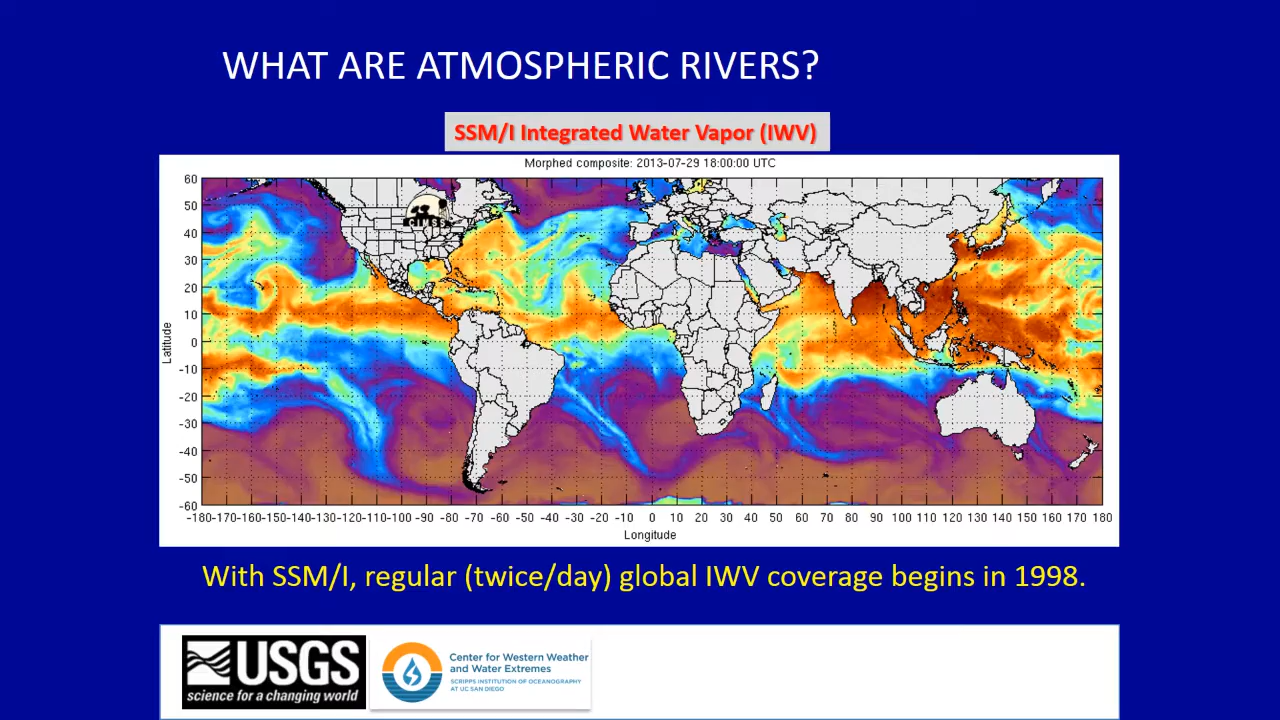 WHAT ARE ATMOSPHERIC RIVERS?
SSM/I Integrated Water Vapor (IWV)
Morphed composite: 2013-07-29 18:00:00 UTC
60
50
40
30
20
10
0
-10
-20
-30
-40
-50
-60
Latitude
CIMSS
-180-170-160-150-140-130-120-110-100 -90 -80 -70 -60 -50 -40 -30 -20 -10 0 10 20 30 40 50 60 70 80 90 100 110 120 130 140 150 160 170 180
Longitude
With SSM/I, regular (twice/day) global IWV coverage begins in 1998.
USGS
science for a changing world
Center for Western Weather
and Water Extremes
SCRIPPS INSTITUTION OF OCEANOGRAPHY
AT UC SAN DIEGO